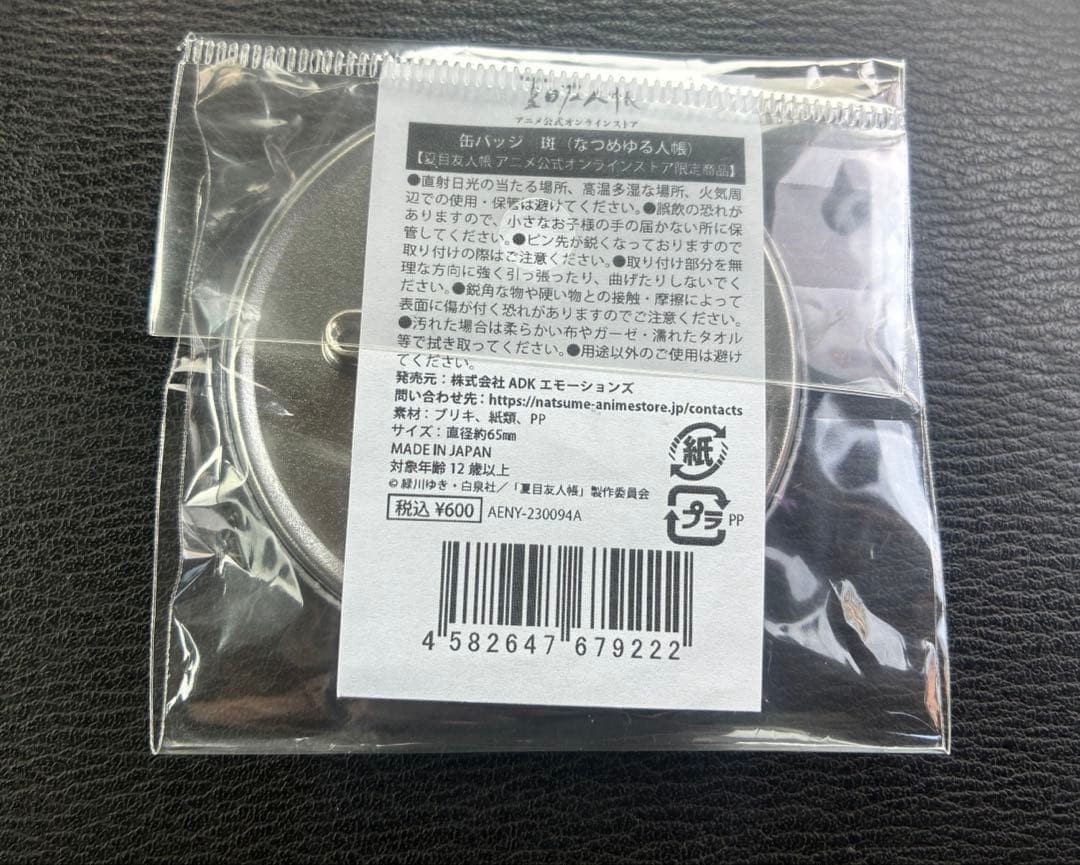 夏目友人帳
アニメ公式オンラインストア
缶バッジ 斑（なつめゆる人帳）
【夏目友人帳 アニメ公式オンラインストア限定商品】
●直射日光の当たる場所、高温多湿な場所、火気周
辺での使用・保管は避けてください。●誤飲の恐れが
ありますので、小さなお子様の手の届かない所に保
管してください。●ピン先が鋭くなっておりますので
取り付けの際はご注意ください。●取り付け部分を無
理な方向に強く引っ張ったり、曲げたりしないでく
ださい。●鋭角な物や硬い物との接触・摩擦によって
表面に傷が付く恐れがありますのでご注意ください。
●汚れた場合は柔らかい布やガーゼ・濡れたタオル
等で拭き取ってください。●用途以外のご使用は避け
てください。
発売元：株式会社 ADK エモーションズ
問い合わせ先：https://natsume-animestore.jp/contacts
素材：ブリキ、紙類、PP
サイズ：直径約65㎜
MADE IN JAPAN
対象年齢 12 歳以上
© 緑川ゆき・白泉社／「夏目友人帳」製作委員会
税込 ¥600 AENY-230094A
紙
プラ PP
4 582647 679222